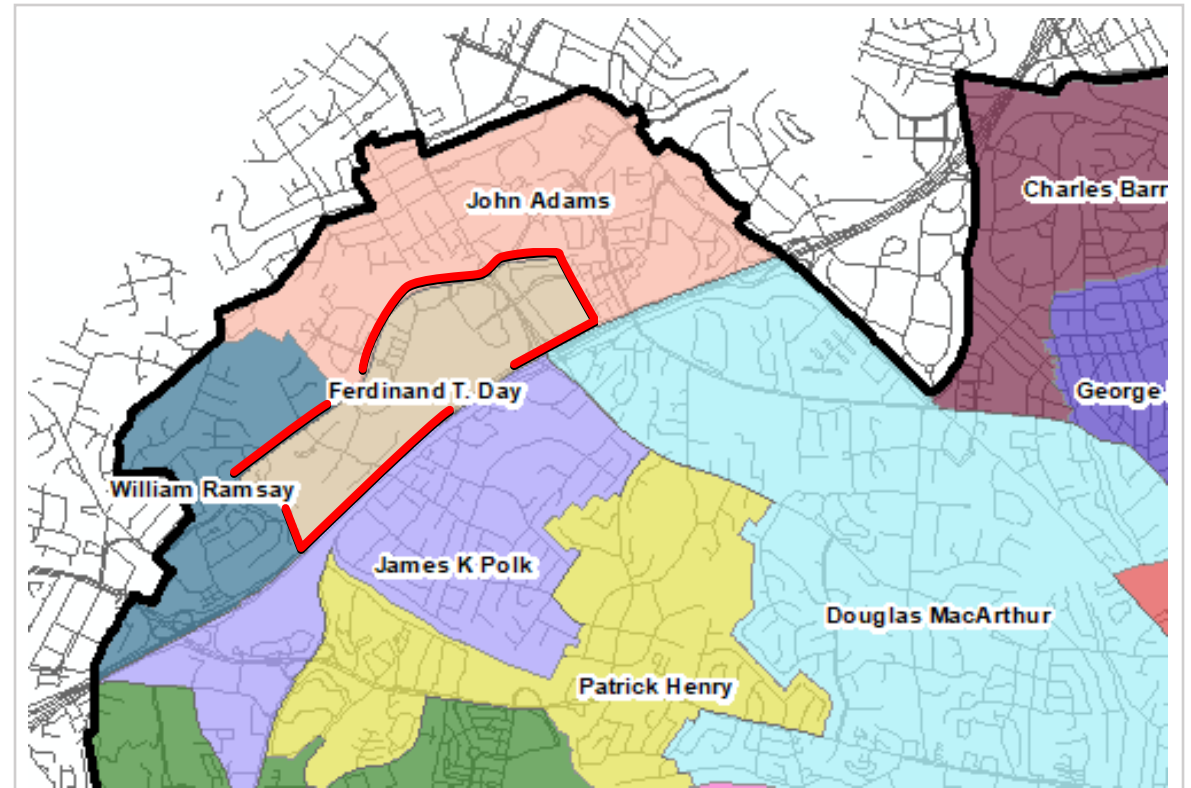 John Adams
Charles Barr
Ferdinand T. Day
George
William Ramsay
James K Polk
Douglas MacArthur
Patrick Henry